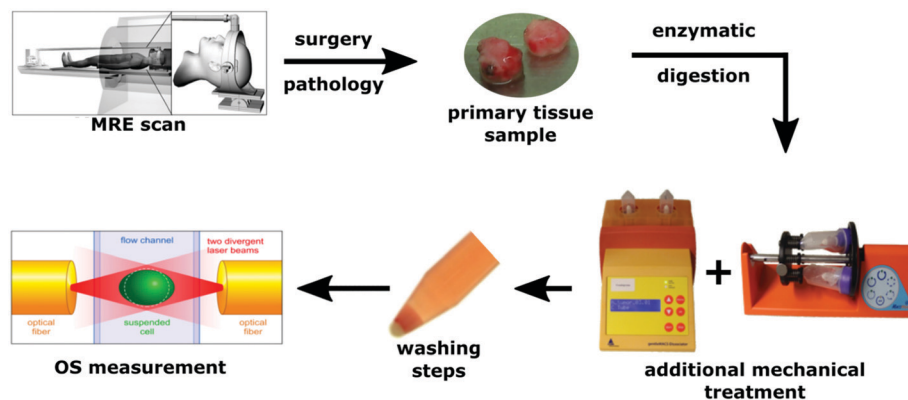 MRE scan
surgery
pathology
primary tissue
sample
enzymatic
digestion
additional mechanical
treatment
+
washing
steps
flow channel
two divergent
laser beams
optical
fiber
suspended
cell
optical
fiber
OS measurement